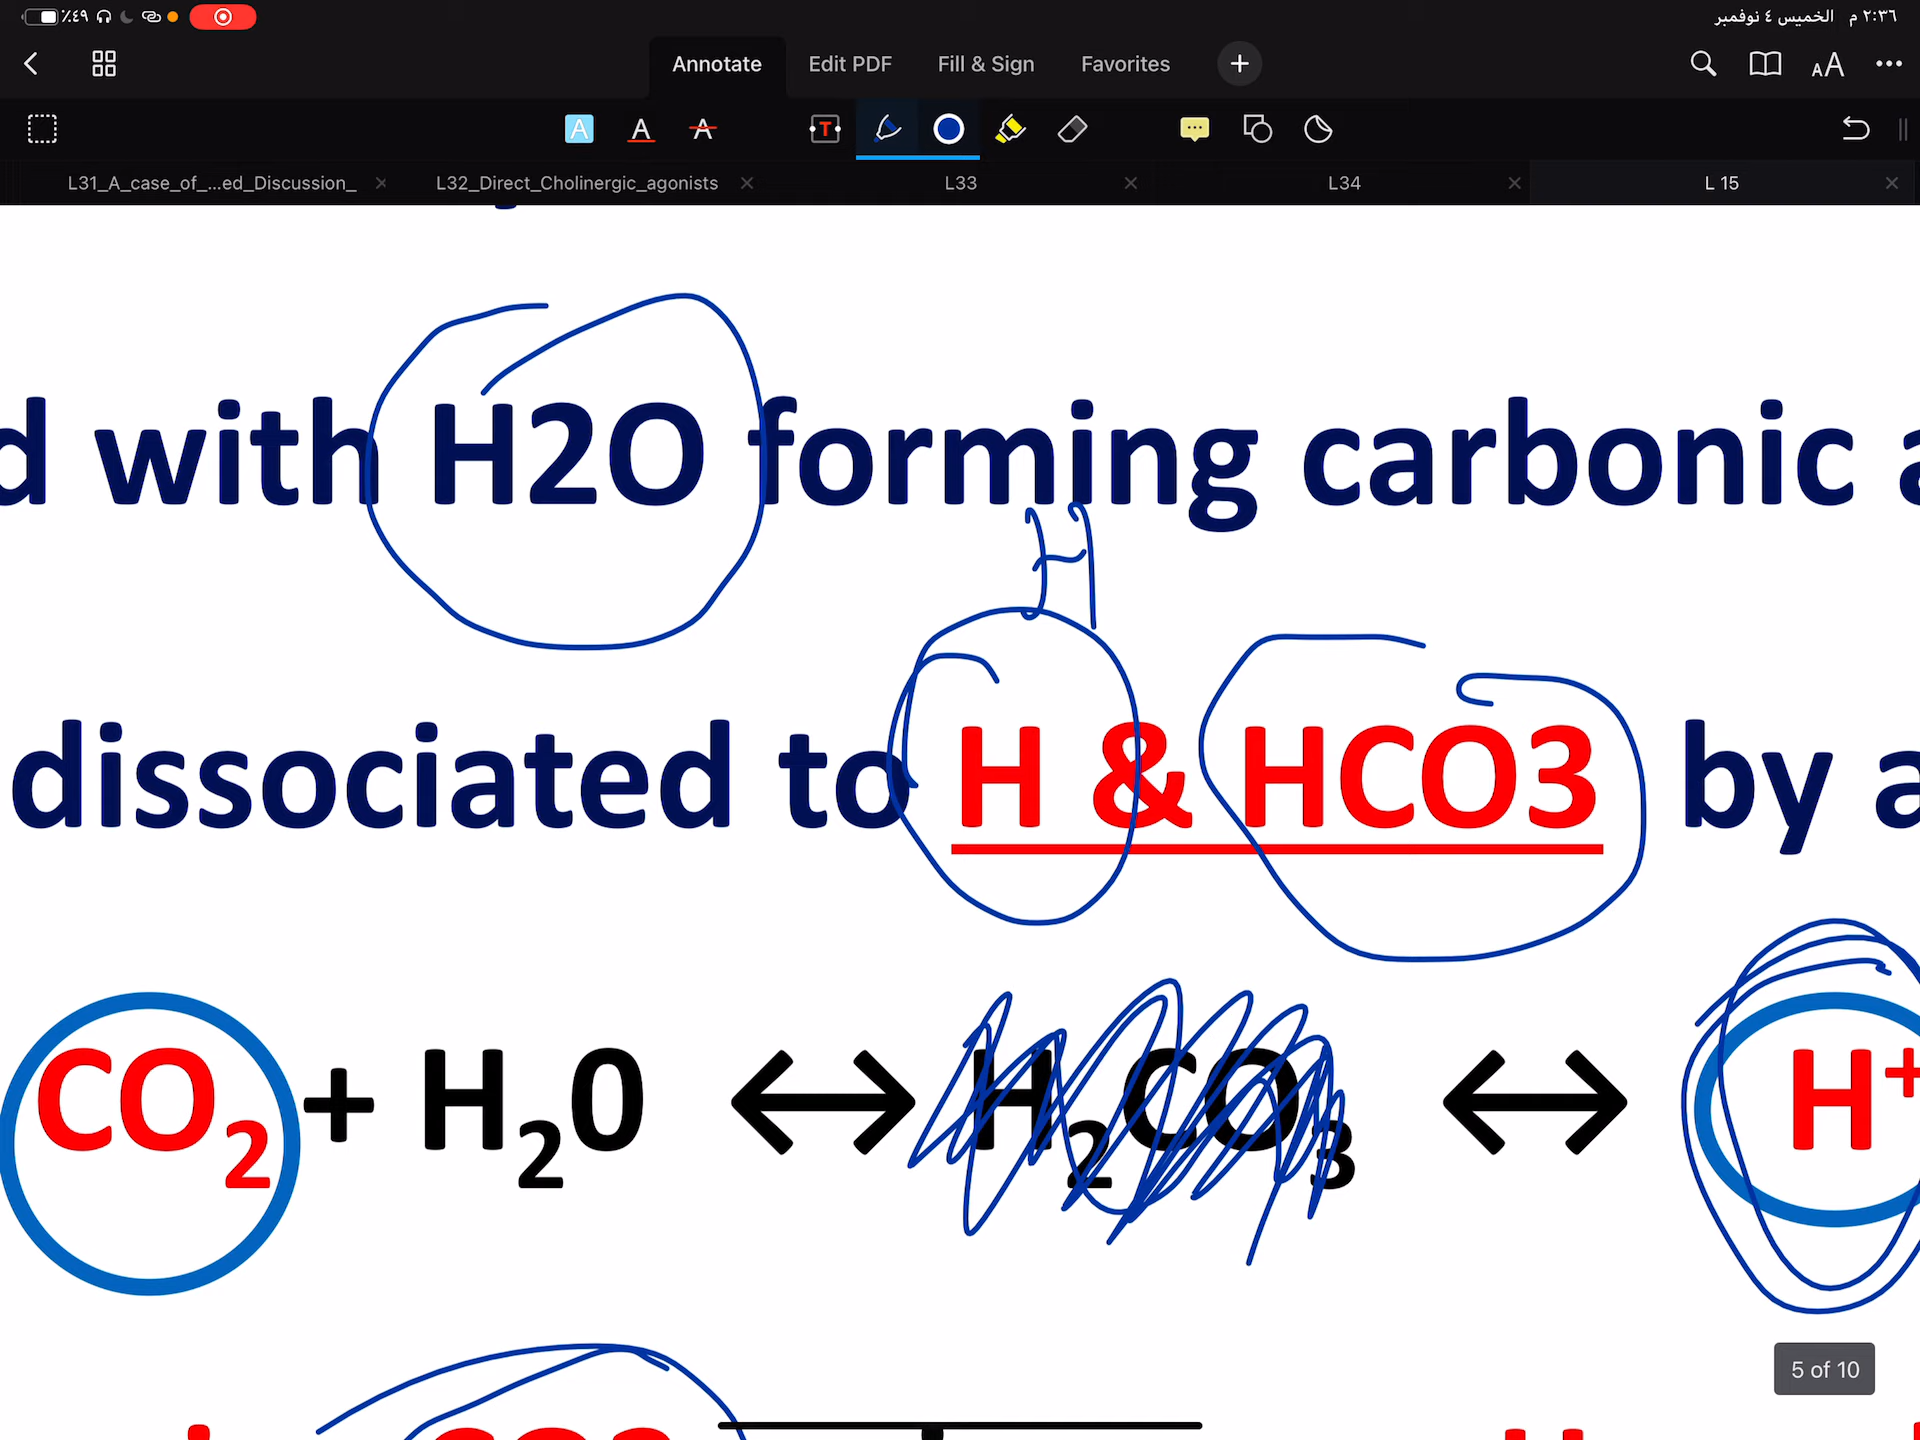 ٪٤٩ ٢:٣٦ م الخميس ٤ نوفمبر
Annotate Edit PDF Fill & Sign Favorites
L31_A_case_of_...ed_Discussion_ L32_Direct_Cholinergic_agonists L33 L34 L 15
d with H2O forming carbonic a
H
dissociated to H & HCO3 by a
CO₂ + H₂0 ↔ H₂CO₃ ↔ H⁺
5 of 10